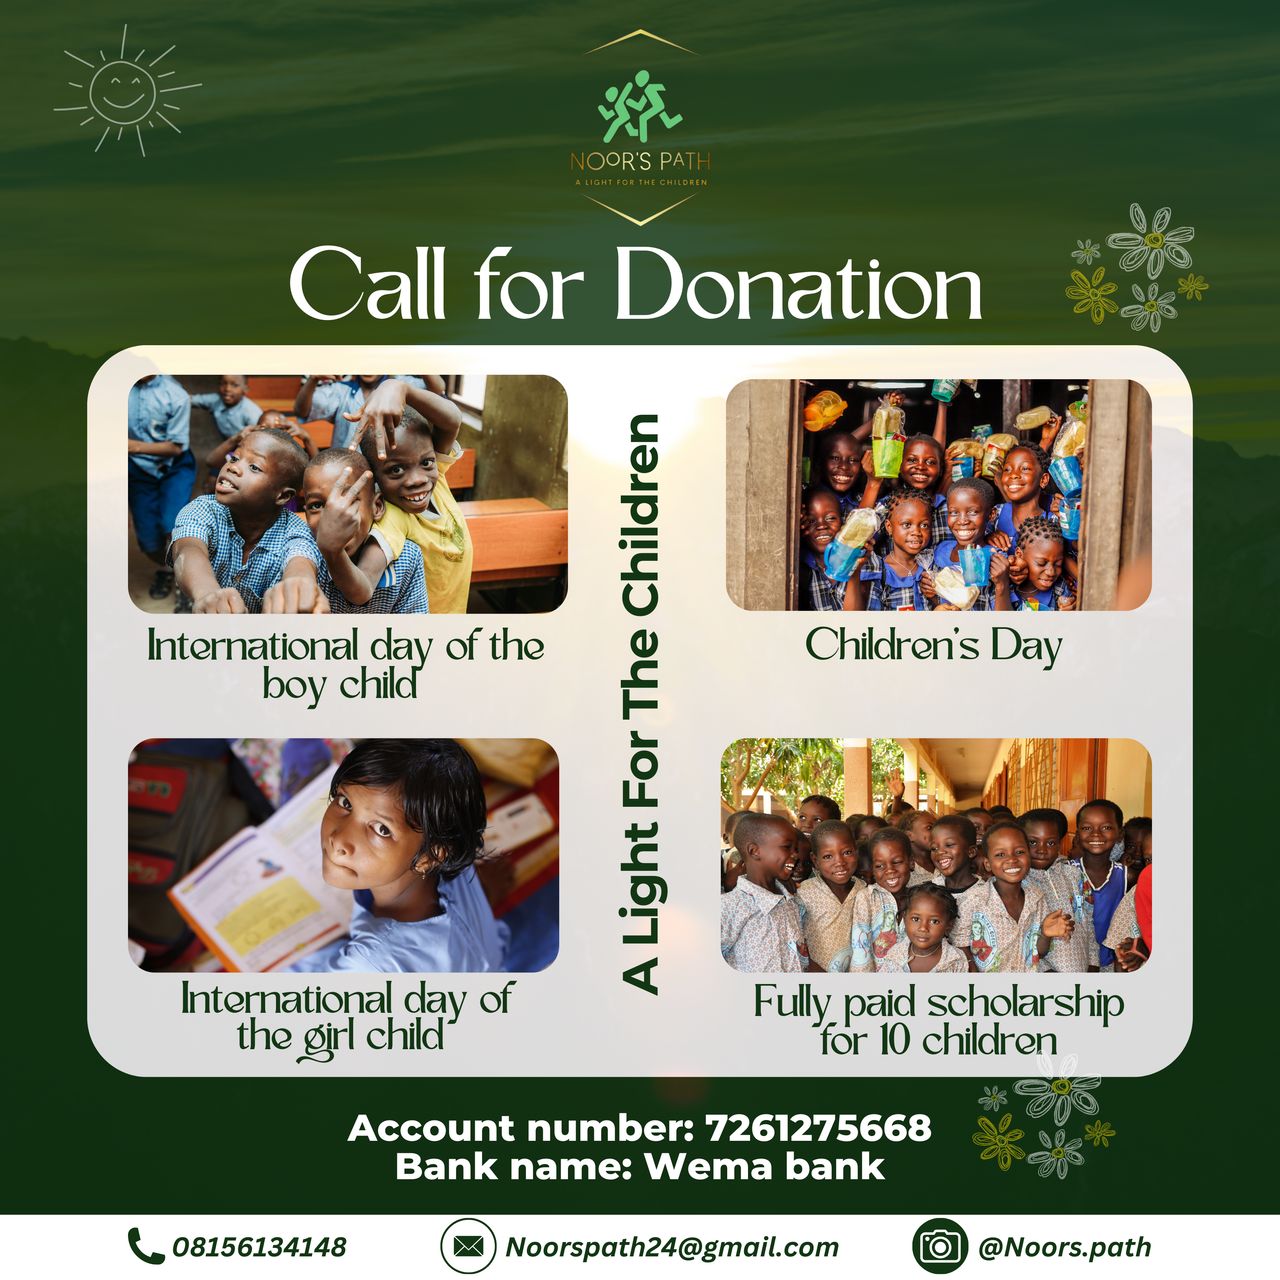 NOOR'S PATH
A LIGHT FOR THE CHILDREN
Call for Donation
International day of the
boy child
A Light For The Children
Children's Day
International day of
the girl child
Fully paid scholarship
for 10 children
Account number: 7261275668
Bank name: Wema bank
08156134148
Noorspath24@gmail.com
@Noors.path